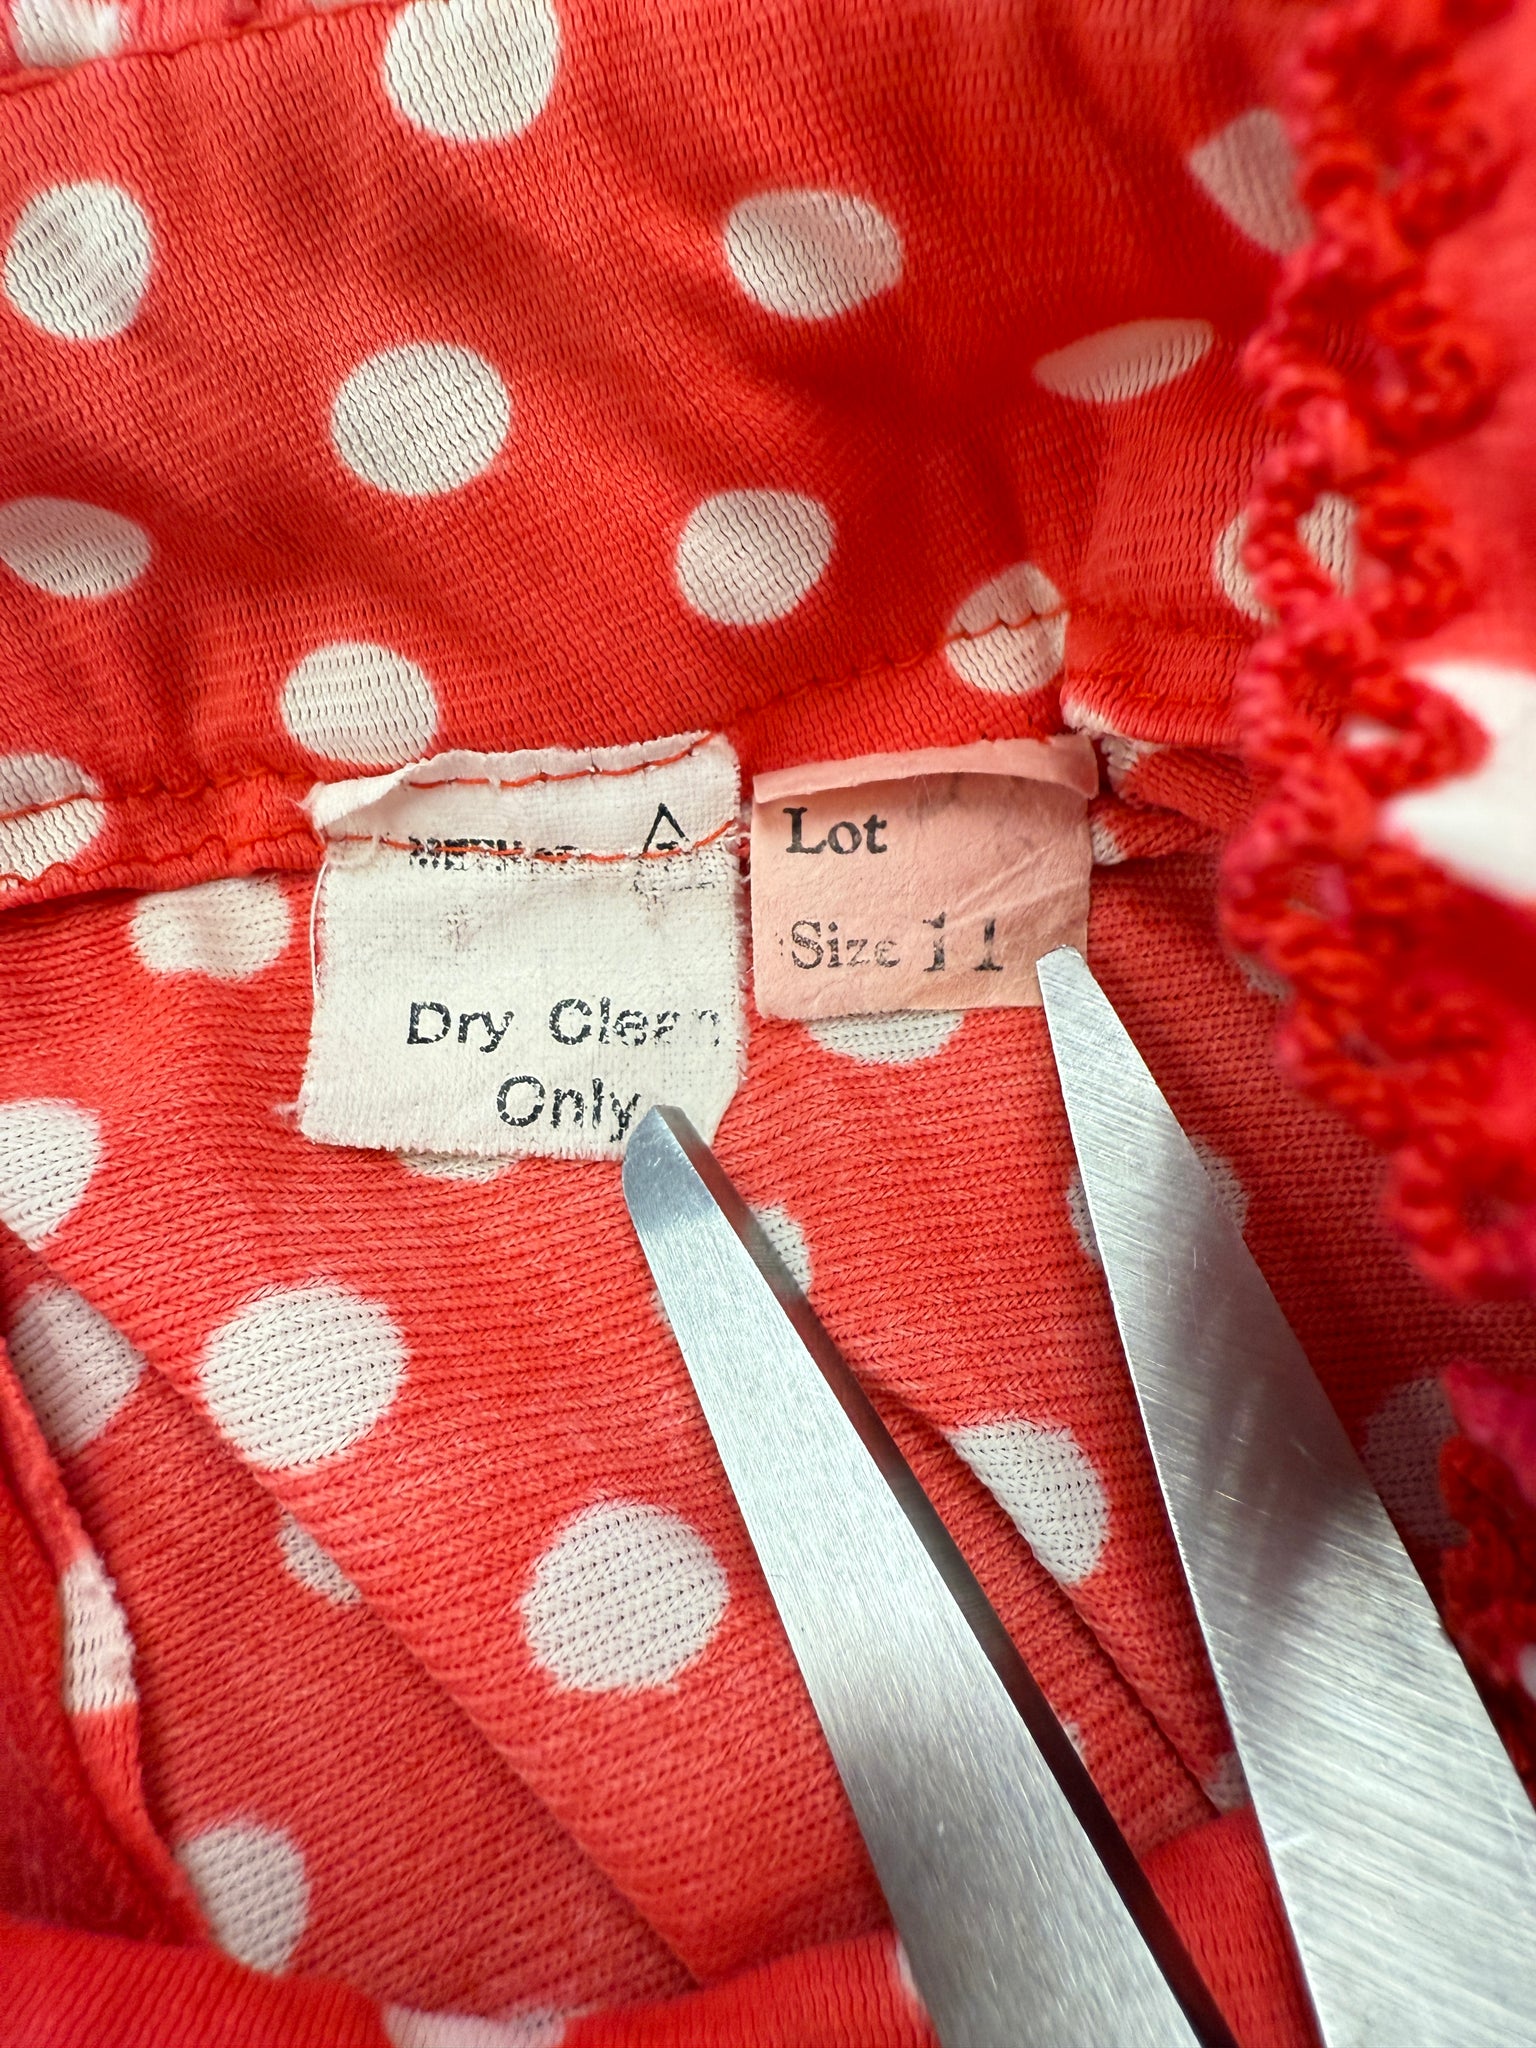 Dry Clean
Only
Lot
Size 11